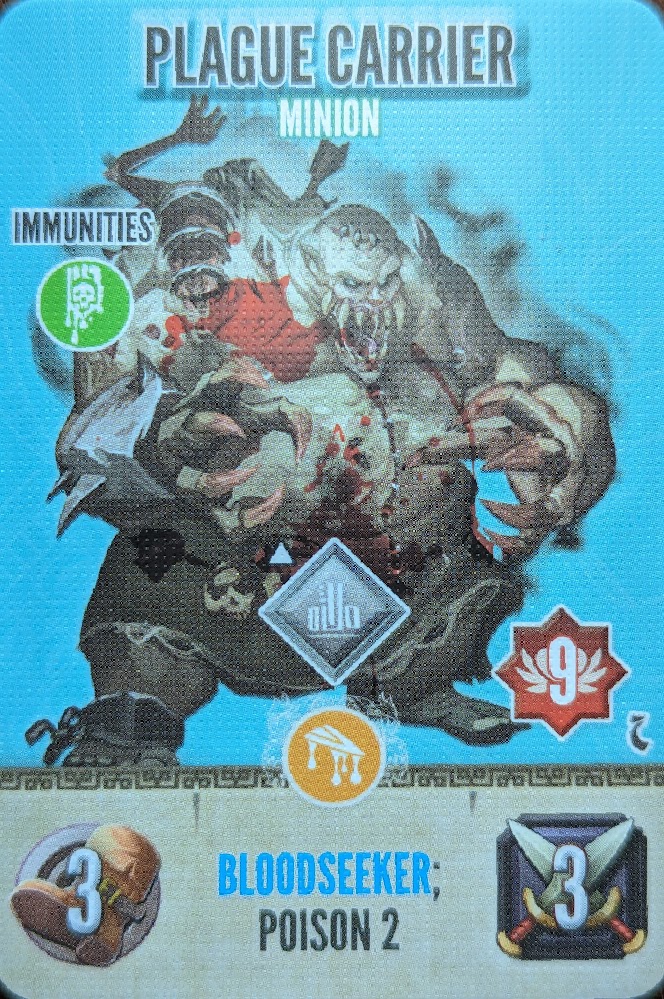 PLAGUE CARRIER
MINION
IMMUNITIES
9
3
BLOODSEEKER;
POISON 2
3